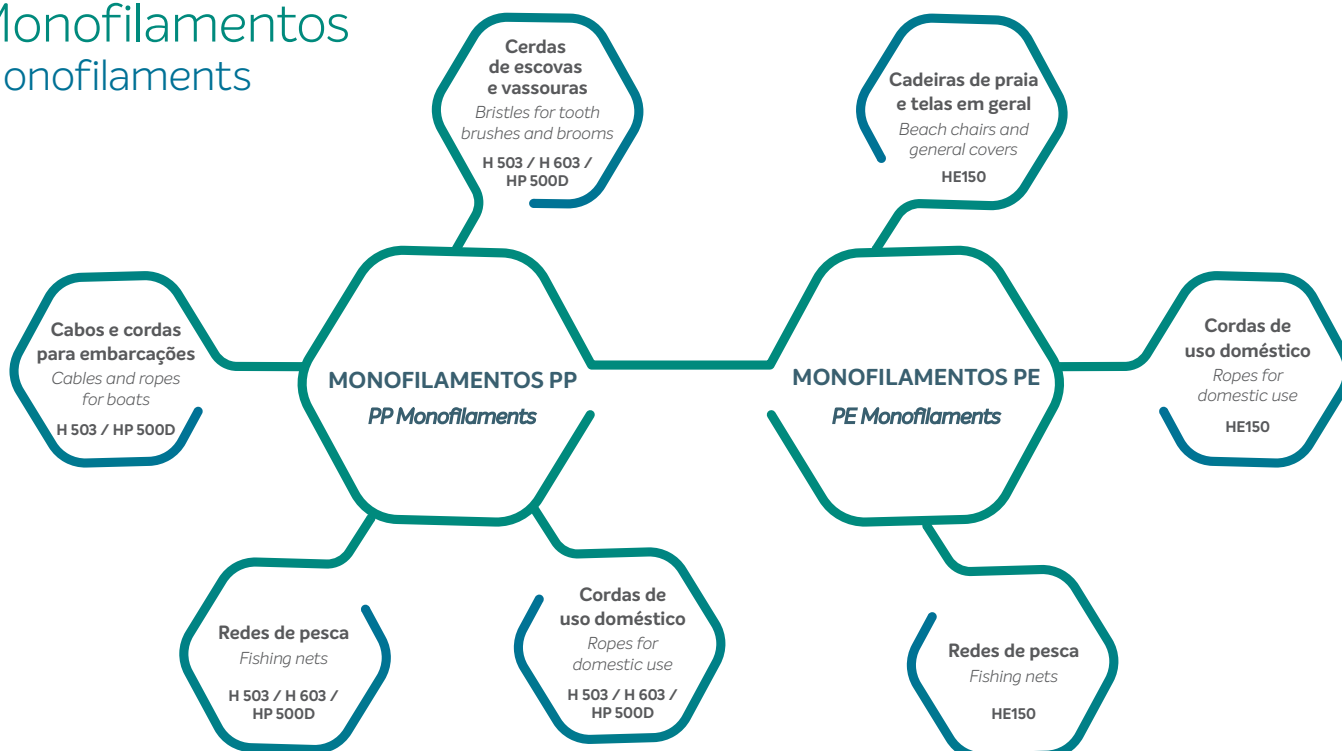 Monofilamentos
Monofilaments
Cerdas
de escovas
e vassouras
Bristles for tooth
brushes and brooms
H 503 / H 603 /
HP 500D
Cadeiras de praia
e telas em geral
Beach chairs and
general covers
HE150
Cabos e cordas
para embarcações
Cables and ropes
for boats
H 503 / HP 500D
MONOFILAMENTOS PP
PP Monofilaments
MONOFILAMENTOS PE
PE Monofilaments
Cordas de
uso doméstico
Ropes for
domestic use
HE150
Redes de pesca
Fishing nets
H 503 / H 603 /
HP 500D
Cordas de
uso doméstico
Ropes for
domestic use
H 503 / H 603 /
HP 500D
Redes de pesca
Fishing nets
HE150